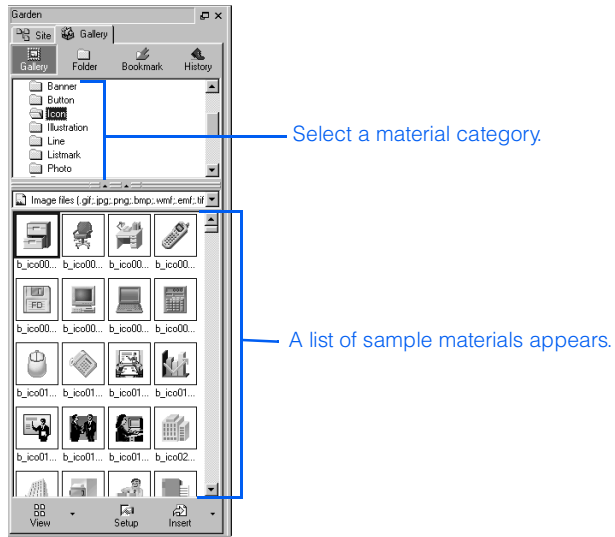 Garden
Site Gallery
Gallery Folder Bookmark History
Banner
Button
Icon
Illustration
Line
Listmark
Photo
Select a material category.
Image files (.gif;.jpg;.png;.bmp;.wmf;.emf;.tif
b_ico00... b_ico00... b_ico00... b_ico00...
FD
b_ico00... b_ico00... b_ico00... b_ico00...
A list of sample materials appears.
b_ico01... b_ico01... b_ico01... b_ico01...
b_ico01... b_ico01... b_ico01... b_ico02...
View Setup Insert